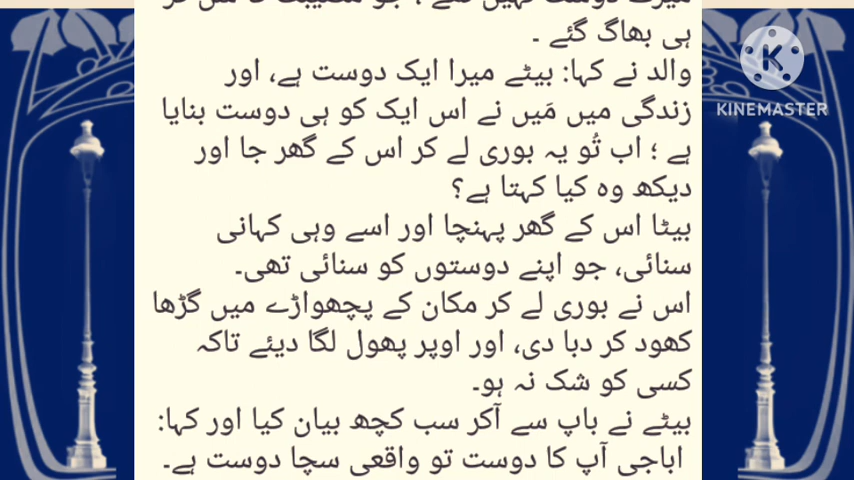 ہی بھاگ گئے ۔
والد نے کہا: بیٹے میرا ایک دوست ہے، اور
زندگی میں مَیں نے اس ایک کو ہی دوست بنایا
ہے ؛ اب تُو یہ بوری لے کر اس کے گھر جا اور
دیکھ وہ کیا کہتا ہے؟
بیٹا اس کے گھر پہنچا اور اسے وہی کہانی
سنائی، جو اپنے دوستوں کو سنائی تھی۔
اس نے بوری لے کر مکان کے پچھواڑے میں گڑھا
کھود کر دبا دی، اور اوپر پھول لگا دیئے تاکہ
کسی کو شک نہ ہو۔
بیٹے نے باپ سے آکر سب کچھ بیان کیا اور کہا:
اباجی آپ کا دوست تو واقعی سچا دوست ہے۔
K
KINEMASTER